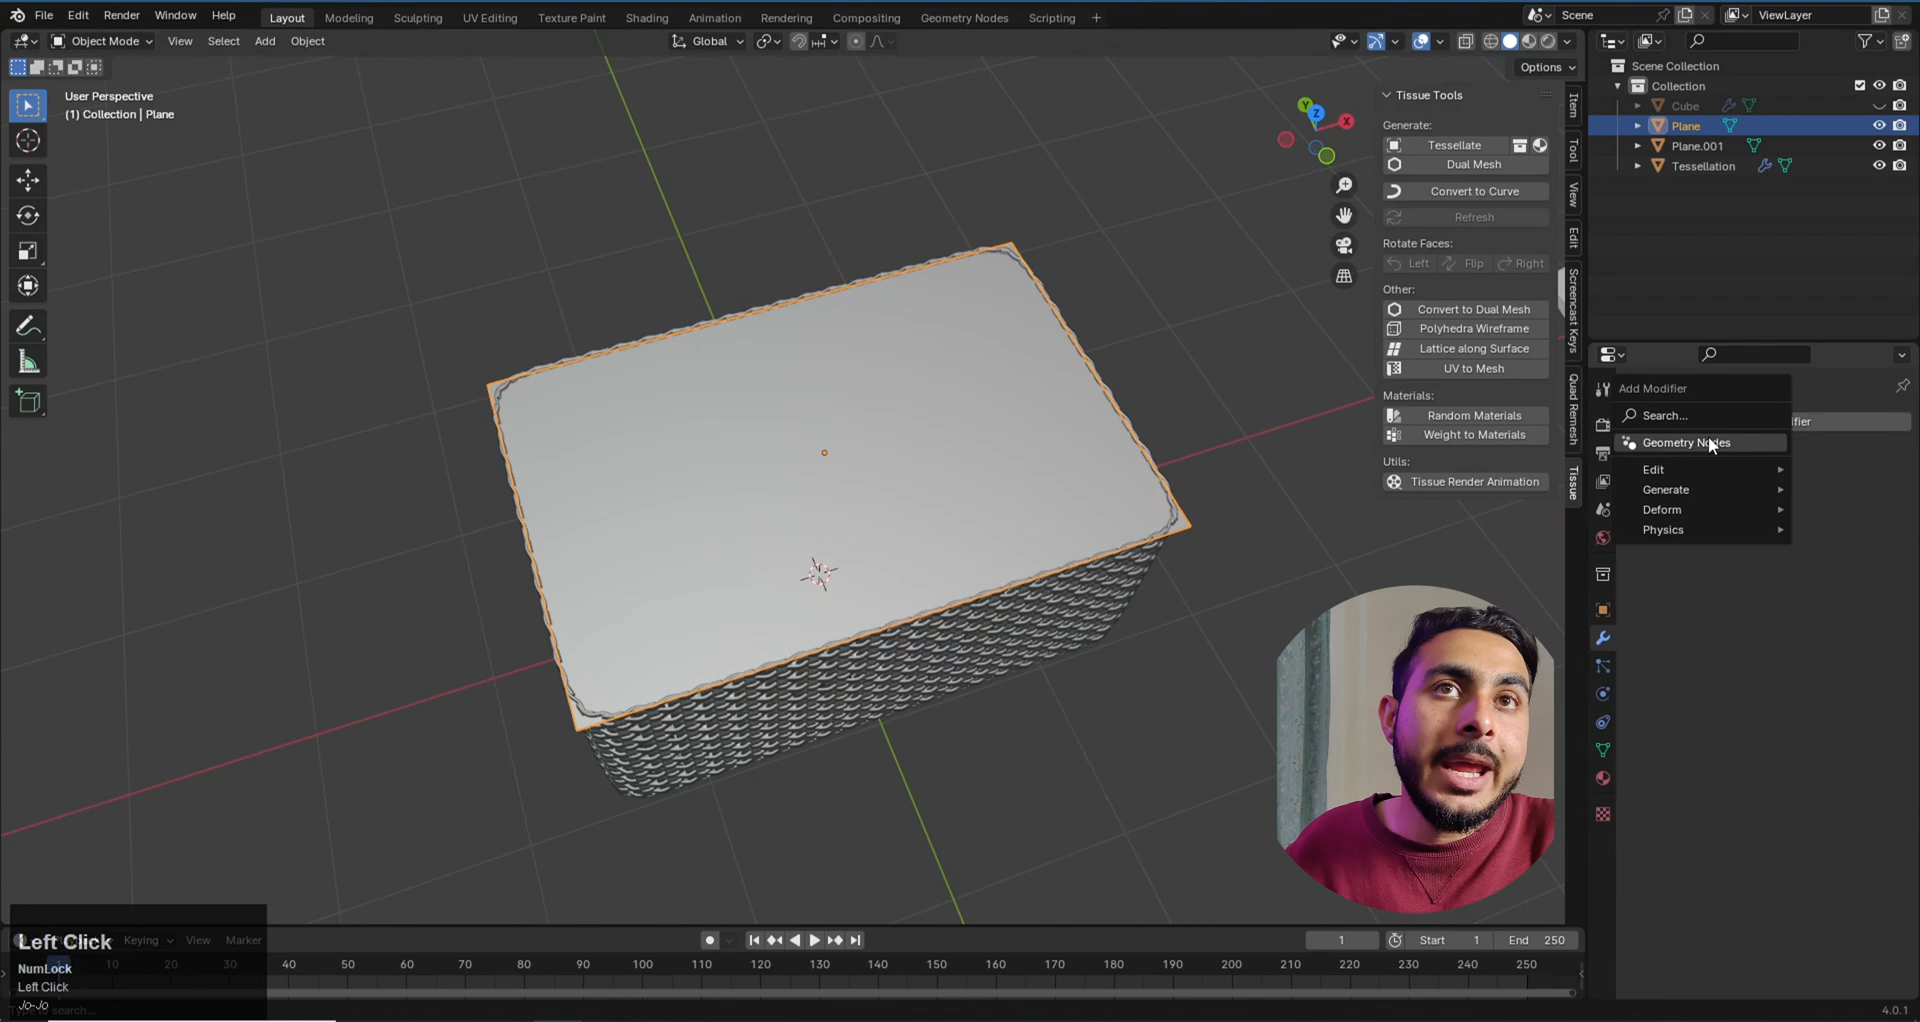 File Edit Render Window Help
Layout Modeling Sculpting UV Editing Texture Paint Shading Animation Rendering Compositing Geometry Nodes Scripting +
Scene
ViewLayer
Object Mode View Select Add Object
Global
Options
User Perspective
(1) Collection | Plane
Tissue Tools
Generate:
Tessellate
Dual Mesh
Convert to Curve
Refresh
Rotate Faces:
Left Flip Right
Other:
Convert to Dual Mesh
Polyhedra Wireframe
Lattice along Surface
UV to Mesh
Materials:
Random Materials
Weight to Materials
Utils:
Tissue Render Animation
Y
Z
X
Item
Tool
View
Edit
Screencast Keys
Quad Remesh
Tissue
Scene Collection
Collection
Cube
Plane
Plane.001
Tessellation
Add Modifier
Search...
Geometry Nodes
Edit
Generate
Deform
Physics
ifier
Left Click
NumLock
Left Click
Jo-Jo
Keying View Marker
1
Start 1
End 250
10 20 30 40 50 60 70 80 90 100 110 120 130 140 150 160 170 180 190 200 210 220 230 240 250
Type to search...
4.0.1